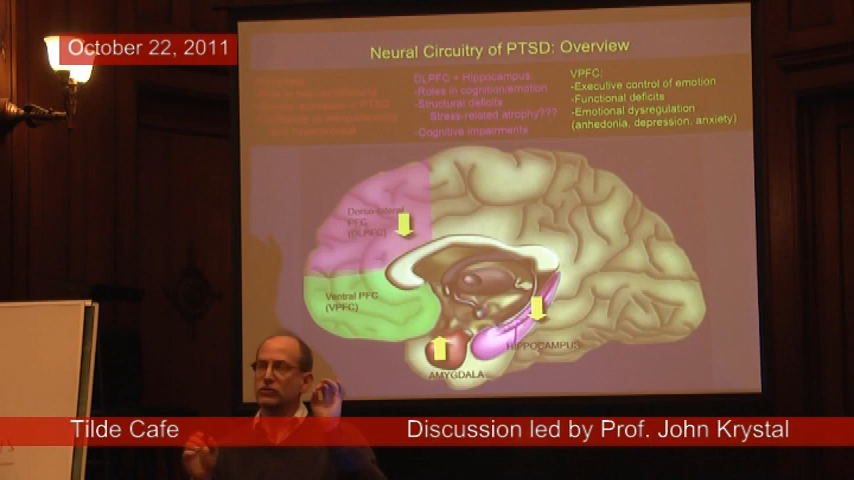 October 22, 2011
Neural Circuitry of PTSD: Overview
DLPFC + Hippocampus:
-Roles in cognition/emotion
-Structural deficits
Stress-related atrophy???
-Cognitive impairments
VPFC:
-Executive control of emotion
-Functional deficits
-Emotional dysregulation
(anhedonia, depression, anxiety)
Dorso-lateral
PFC
(DLPFC)
Ventral PFC
(VPFC)
HIPPOCAMPUS
AMYGDALA
Tilde Cafe
Discussion led by Prof. John Krystal